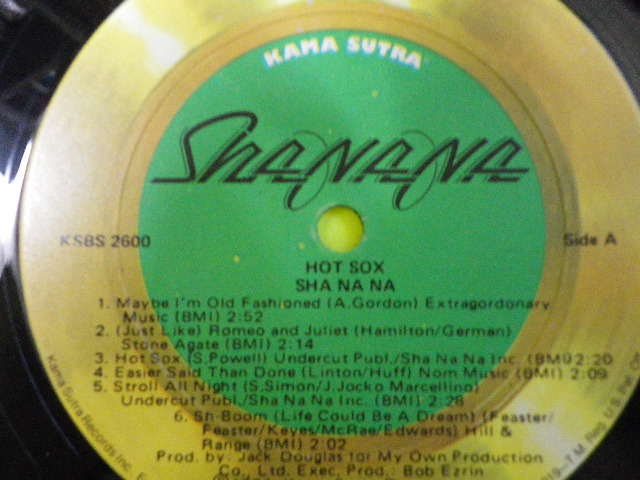 KAMA SUTRA
SHA NA NA
KSBS 2600
Side A
HOT SOX
SHA NA NA
1. Maybe I'm Old Fashioned (A.Gordon) Extragordonary
Music (BMI) 2:52
2. (Just Like) Romeo and Juliet (Hamilton/German)
Stone Agate (BMI) 2:14
3. Hot Sox (S.Powell) Undercut Publ./Sha Na Na Inc. (BMI) 2:20
4. Easier Said Than Done (Linton/Huff) Nom Music (BMI) 2:09
5. Stroll All Night (S.Simon/J.Jocko Marcellino)
Undercut Publ./Sha Na Na Inc. (BMI) 2:28
6. Sh-Boom (Life Could Be A Dream) (Feaster/
Feaster/Keyes/McRae/Edwards) Hill &
Range (BMI) 2:02
Prod. by: Jack Douglas for My Own Production
Co., Ltd. Exec. Prod.: Bob Ezrin
Kama Sutra Records Inc.
T.M. Reg. U.S. Pat.